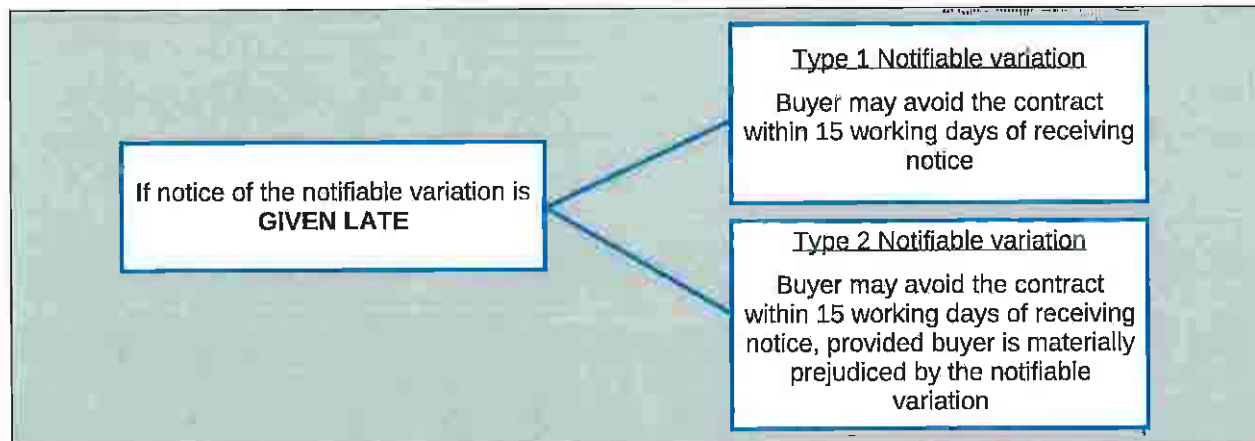 If notice of the notifiable variation is
GIVEN LATE
Type 1 Notifiable variation
Buyer may avoid the contract
within 15 working days of receiving
notice
Type 2 Notifiable variation
Buyer may avoid the contract
within 15 working days of receiving
notice, provided buyer is materially
prejudiced by the notifiable
variation